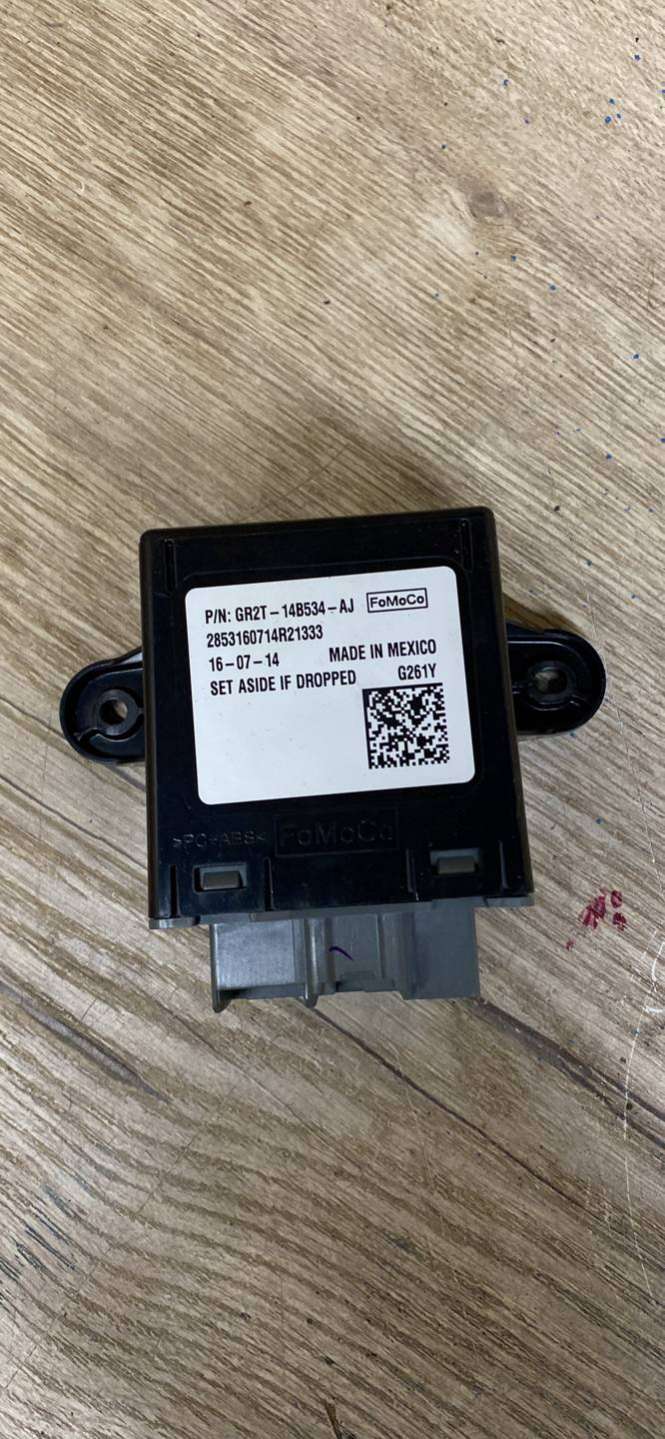 P/N: GR2T-14B534-AJ FoMoCo
2853160714R21333
16-07-14 MADE IN MEXICO
SET ASIDE IF DROPPED G261Y
>PC+ABS< FoMoCo